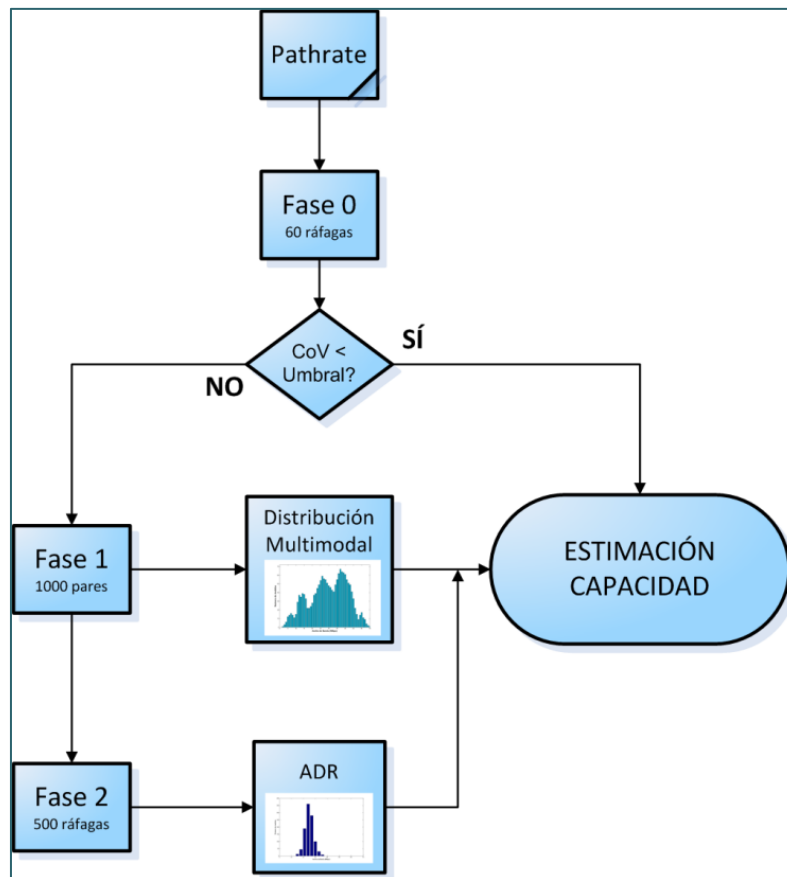 Pathrate
Fase 0
60 ráfagas
CoV <
Umbral?
SÍ
NO
Fase 1
1000 pares
Distribución
Multimodal
ESTIMACIÓN
CAPACIDAD
Fase 2
500 ráfagas
ADR